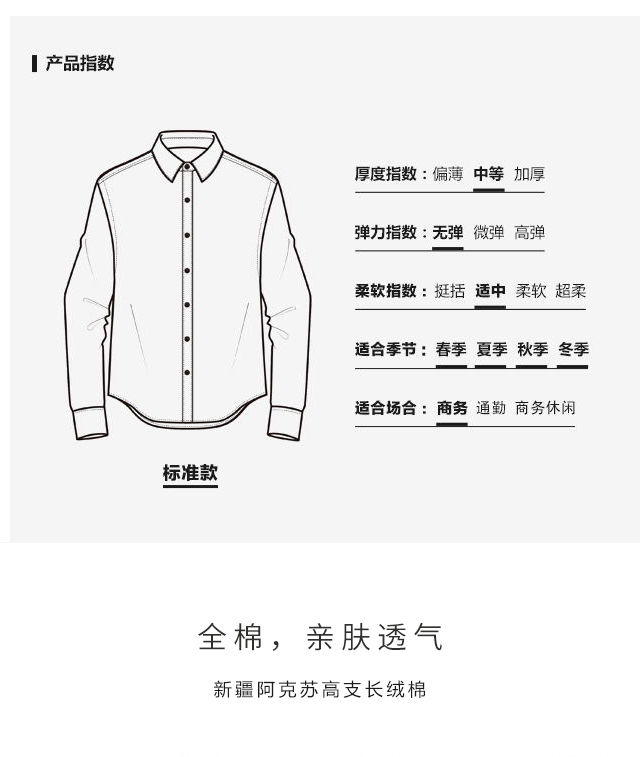 产品指数
厚度指数：偏薄 中等 加厚
弹力指数：无弹 微弹 高弹
柔软指数：挺括 适中 柔软 超柔
适合季节：春季 夏季 秋季 冬季
适合场合：商务 通勤 商务休闲
标准款
全棉，亲肤透气
新疆阿克苏高支长绒棉